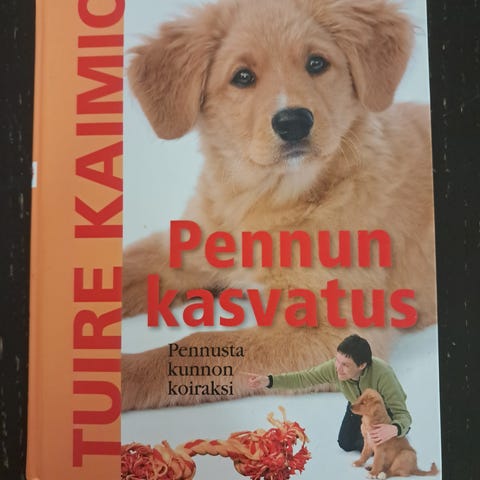 TUIRE KAIMIO
Pennun
kasvatus
Pennusta
kunnon
koiraksi